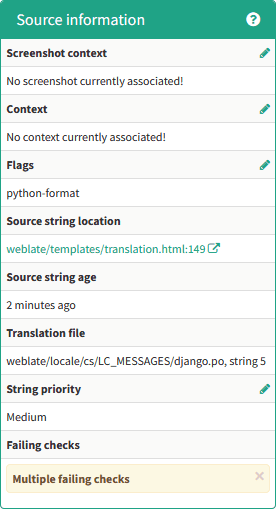 Source information
Screenshot context
No screenshot currently associated!
Context
No context currently associated!
Flags
python-format
Source string location
weblate/templates/translation.html:149
Source string age
2 minutes ago
Translation file
weblate/locale/cs/LC_MESSAGES/django.po, string 5
String priority
Medium
Failing checks
Multiple failing checks